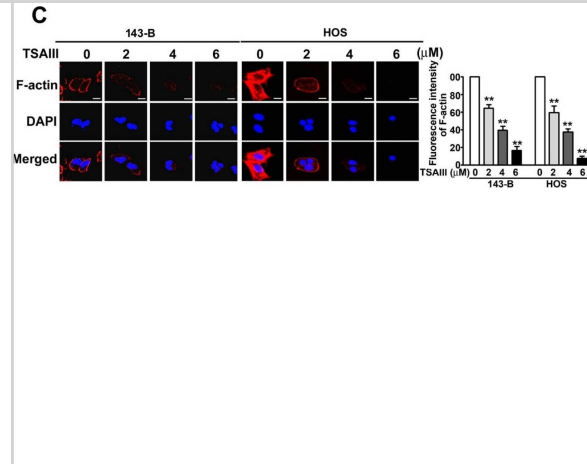 C
143-B HOS
TSAIII 0 2 4 6 0 2 4 6 (μM)
F-actin
DAPI
Merged
Fluorescence intensity
of F-actin
00
80
60
40
20
0
** ** ** ** ** **
TSAIII (μM) 0 2 4 6 0 2 4 6
143-B HOS